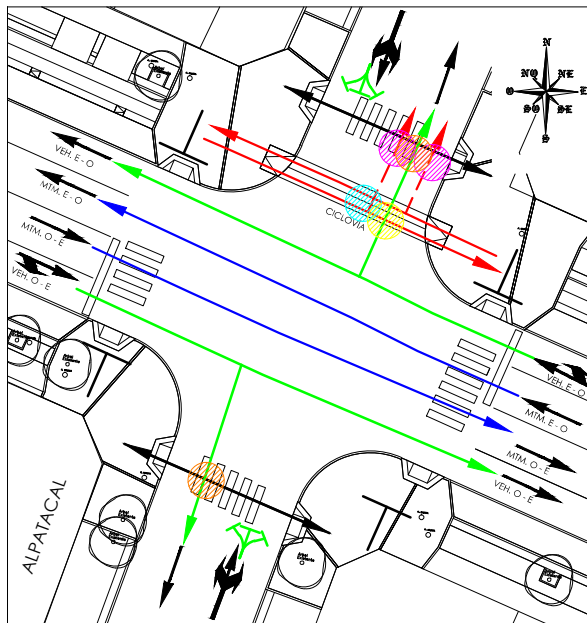 N
NO
NE
O
E
SO
SE
S
VEH. E - O
MTM. E - O
CICLOVIA
MTM. O - E
VEH. O - E
VEH. E - O
MTM. E - O
MTM. O - E
VEH. O - E
ALPATACAL